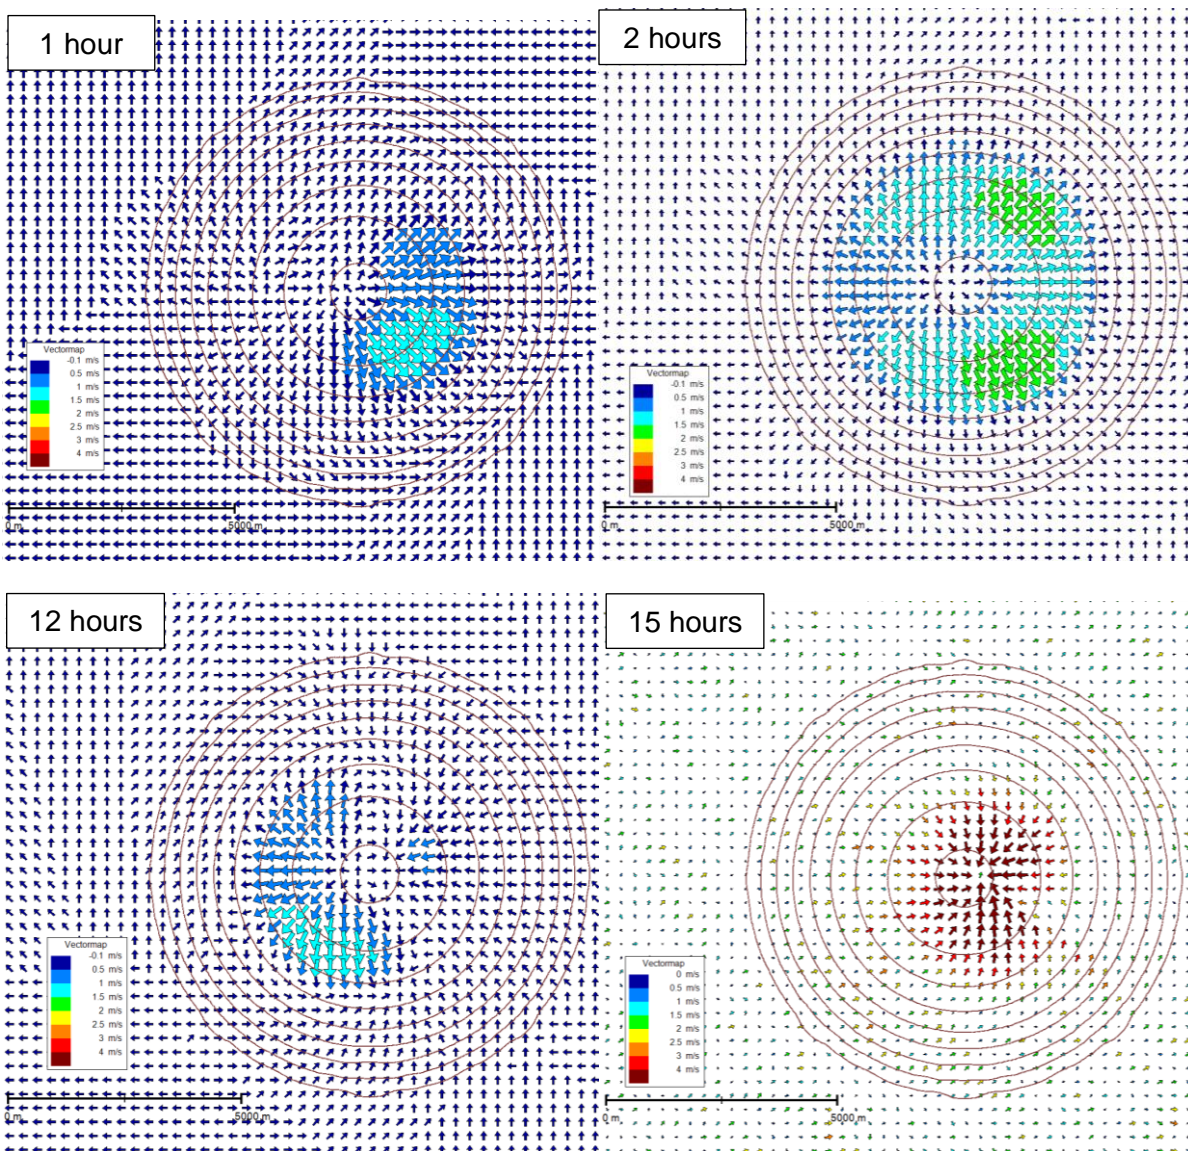 1 hour
2 hours
Vectormap
-0.1 m/s
0.5 m/s
1 m/s
1.5 m/s
2 m/s
2.5 m/s
3 m/s
4 m/s
0 m
5000 m
Vectormap
-0.1 m/s
0.5 m/s
1 m/s
1.5 m/s
2 m/s
2.5 m/s
3 m/s
4 m/s
0 m
5000 m
12 hours
15 hours
Vectormap
-0.1 m/s
0.5 m/s
1 m/s
1.5 m/s
2 m/s
2.5 m/s
3 m/s
4 m/s
0 m
5000 m
Vectormap
0 m/s
0.5 m/s
1 m/s
1.5 m/s
2 m/s
2.5 m/s
3 m/s
4 m/s
0 m
5000 m